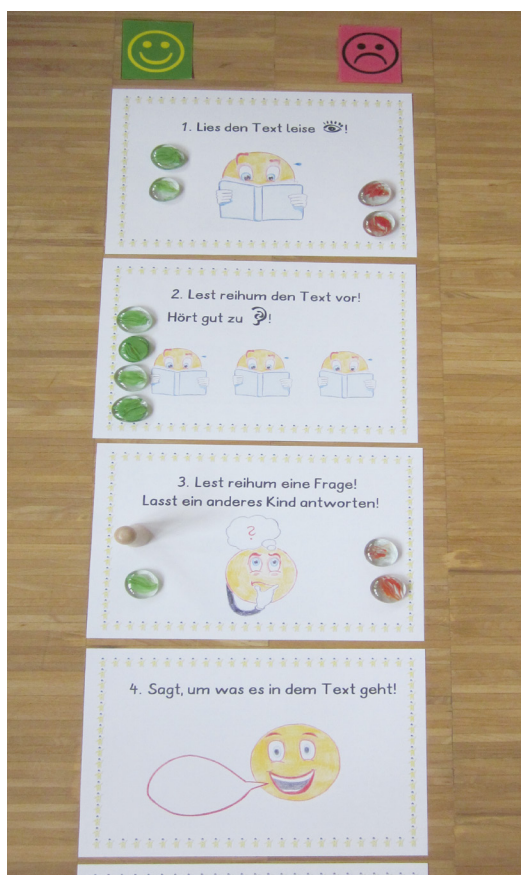 1. Lies den Text leise !
2. Lest reihum den Text vor!
Hört gut zu !
3. Lest reihum eine Frage!
Lasst ein anderes Kind antworten!
?
4. Sagt, um was es in dem Text geht!